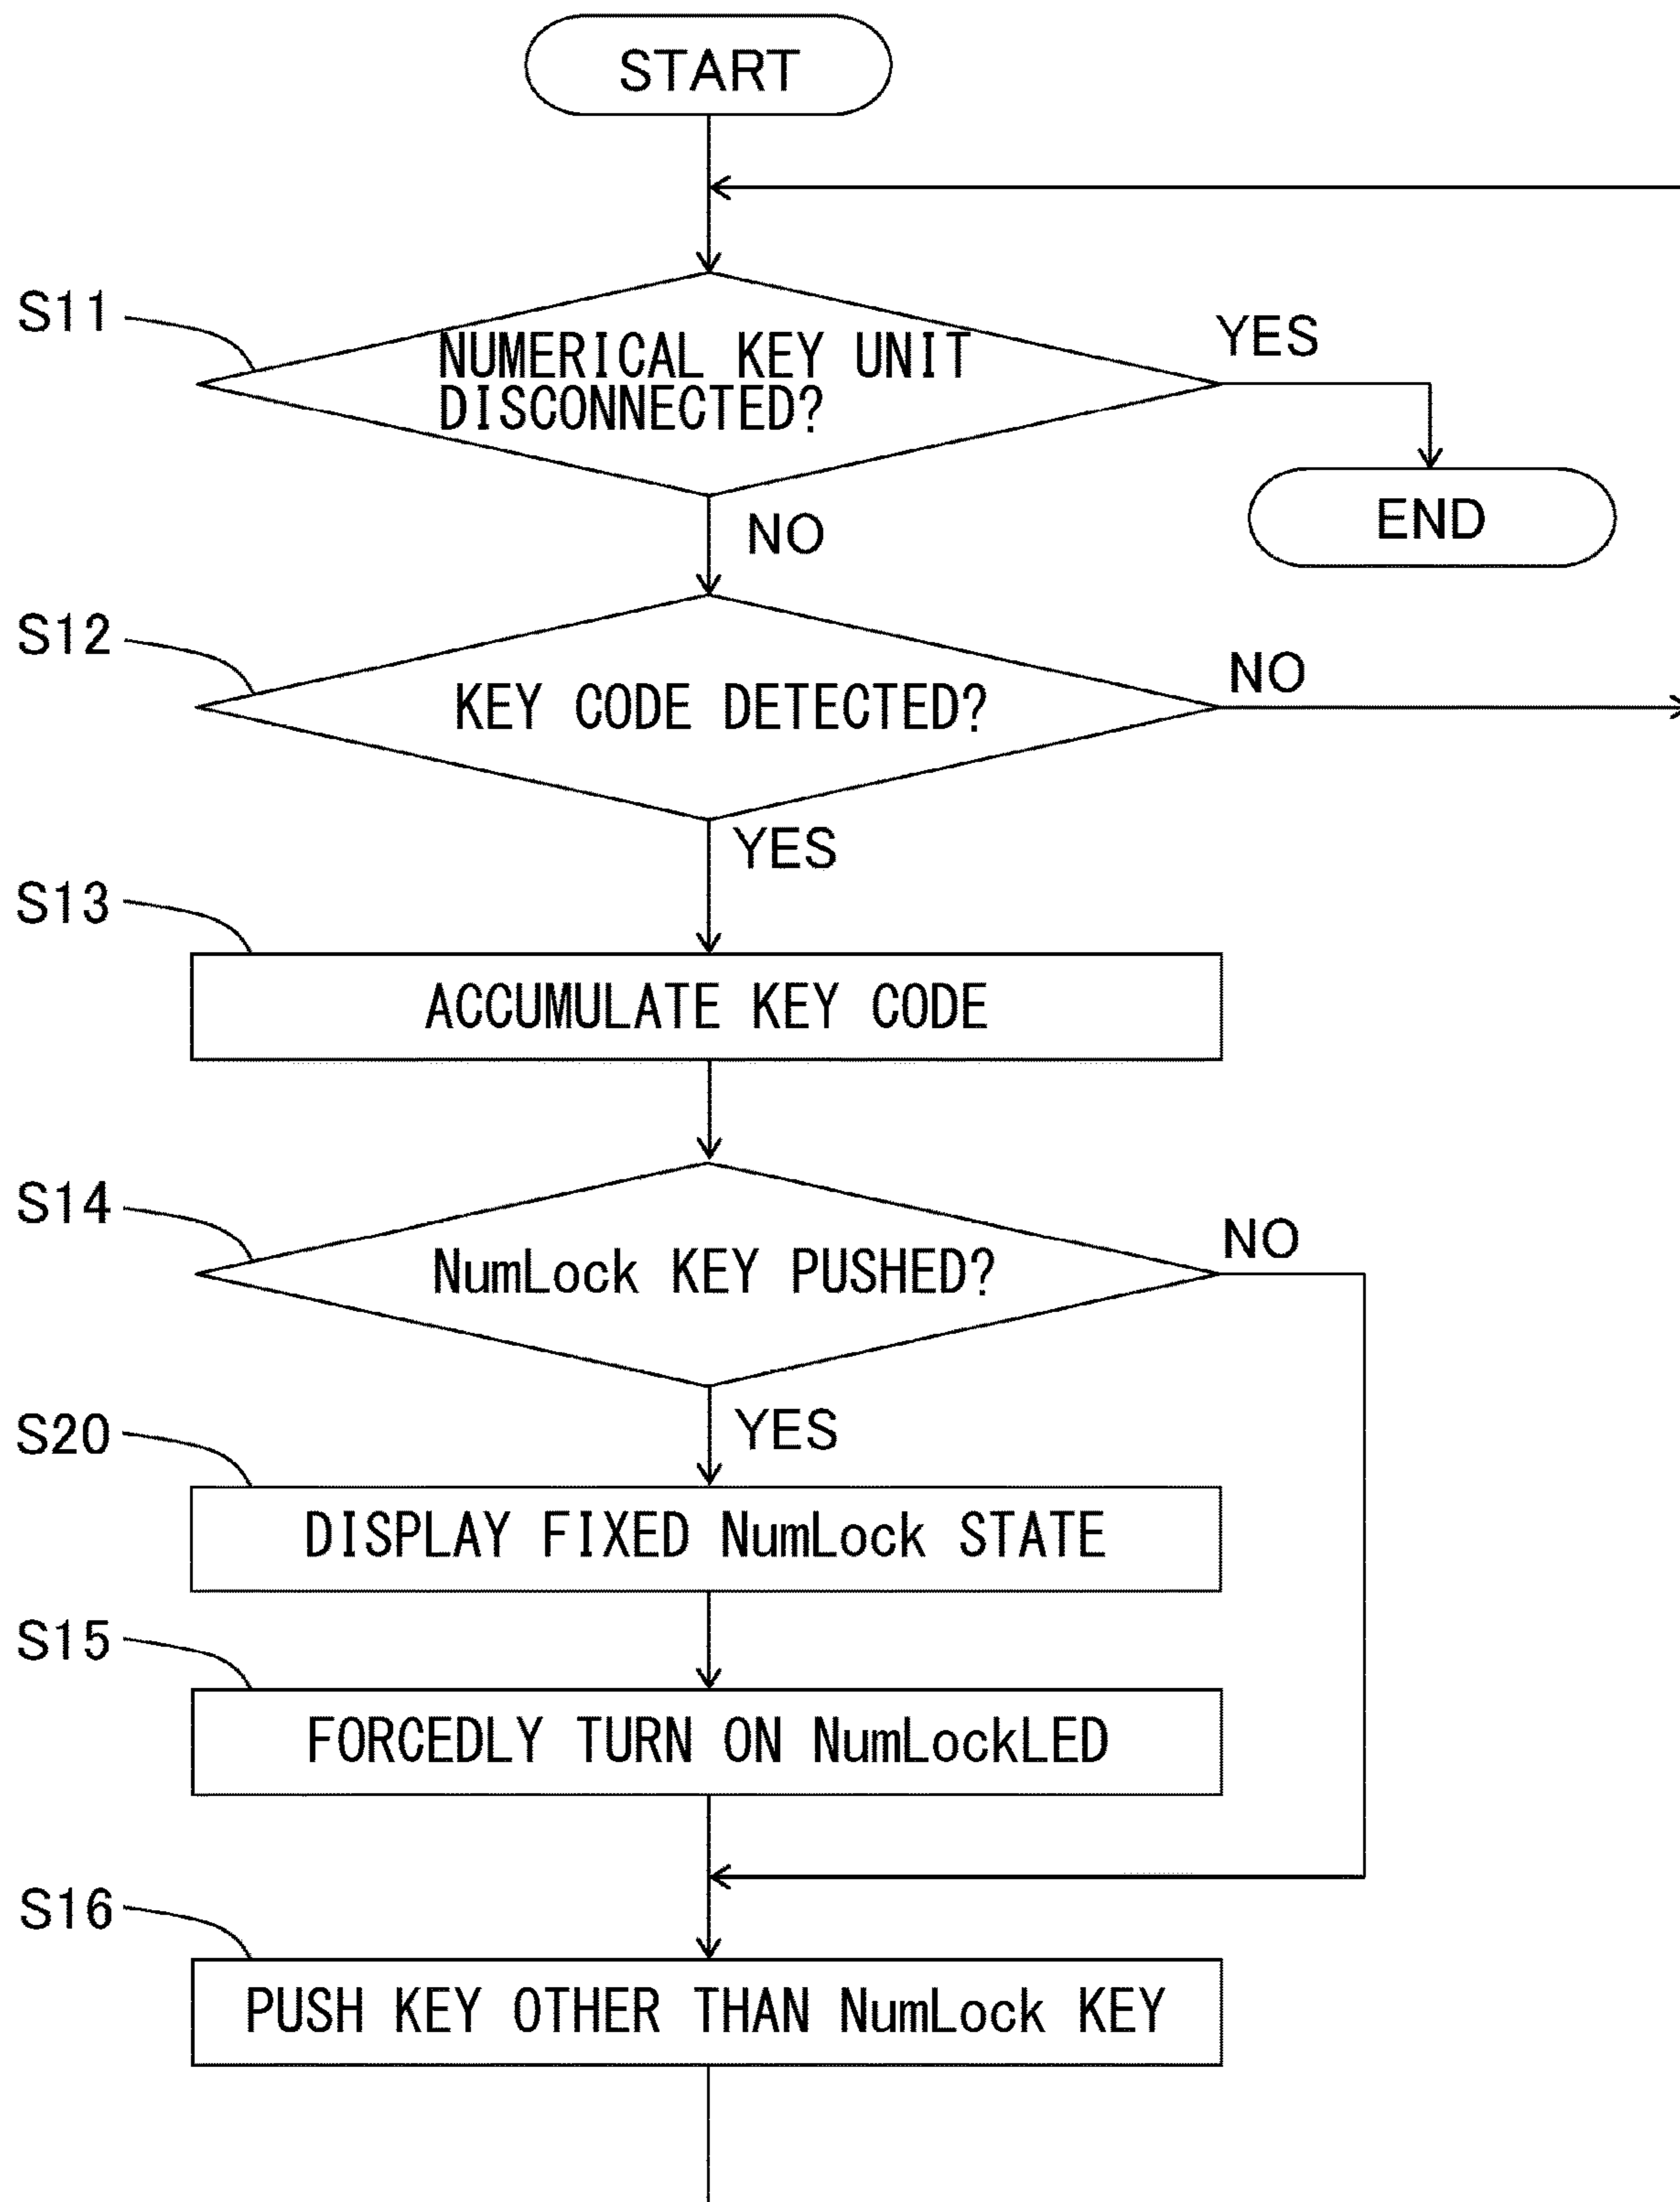 START
S11
NUMERICAL KEY UNIT
DISCONNECTED?
YES
END
NO
S12
KEY CODE DETECTED?
NO
YES
S13
ACCUMULATE KEY CODE
S14
NumLock KEY PUSHED?
NO
YES
S20
DISPLAY FIXED NumLock STATE
S15
FORCEDLY TURN ON NumLockLED
S16
PUSH KEY OTHER THAN NumLock KEY